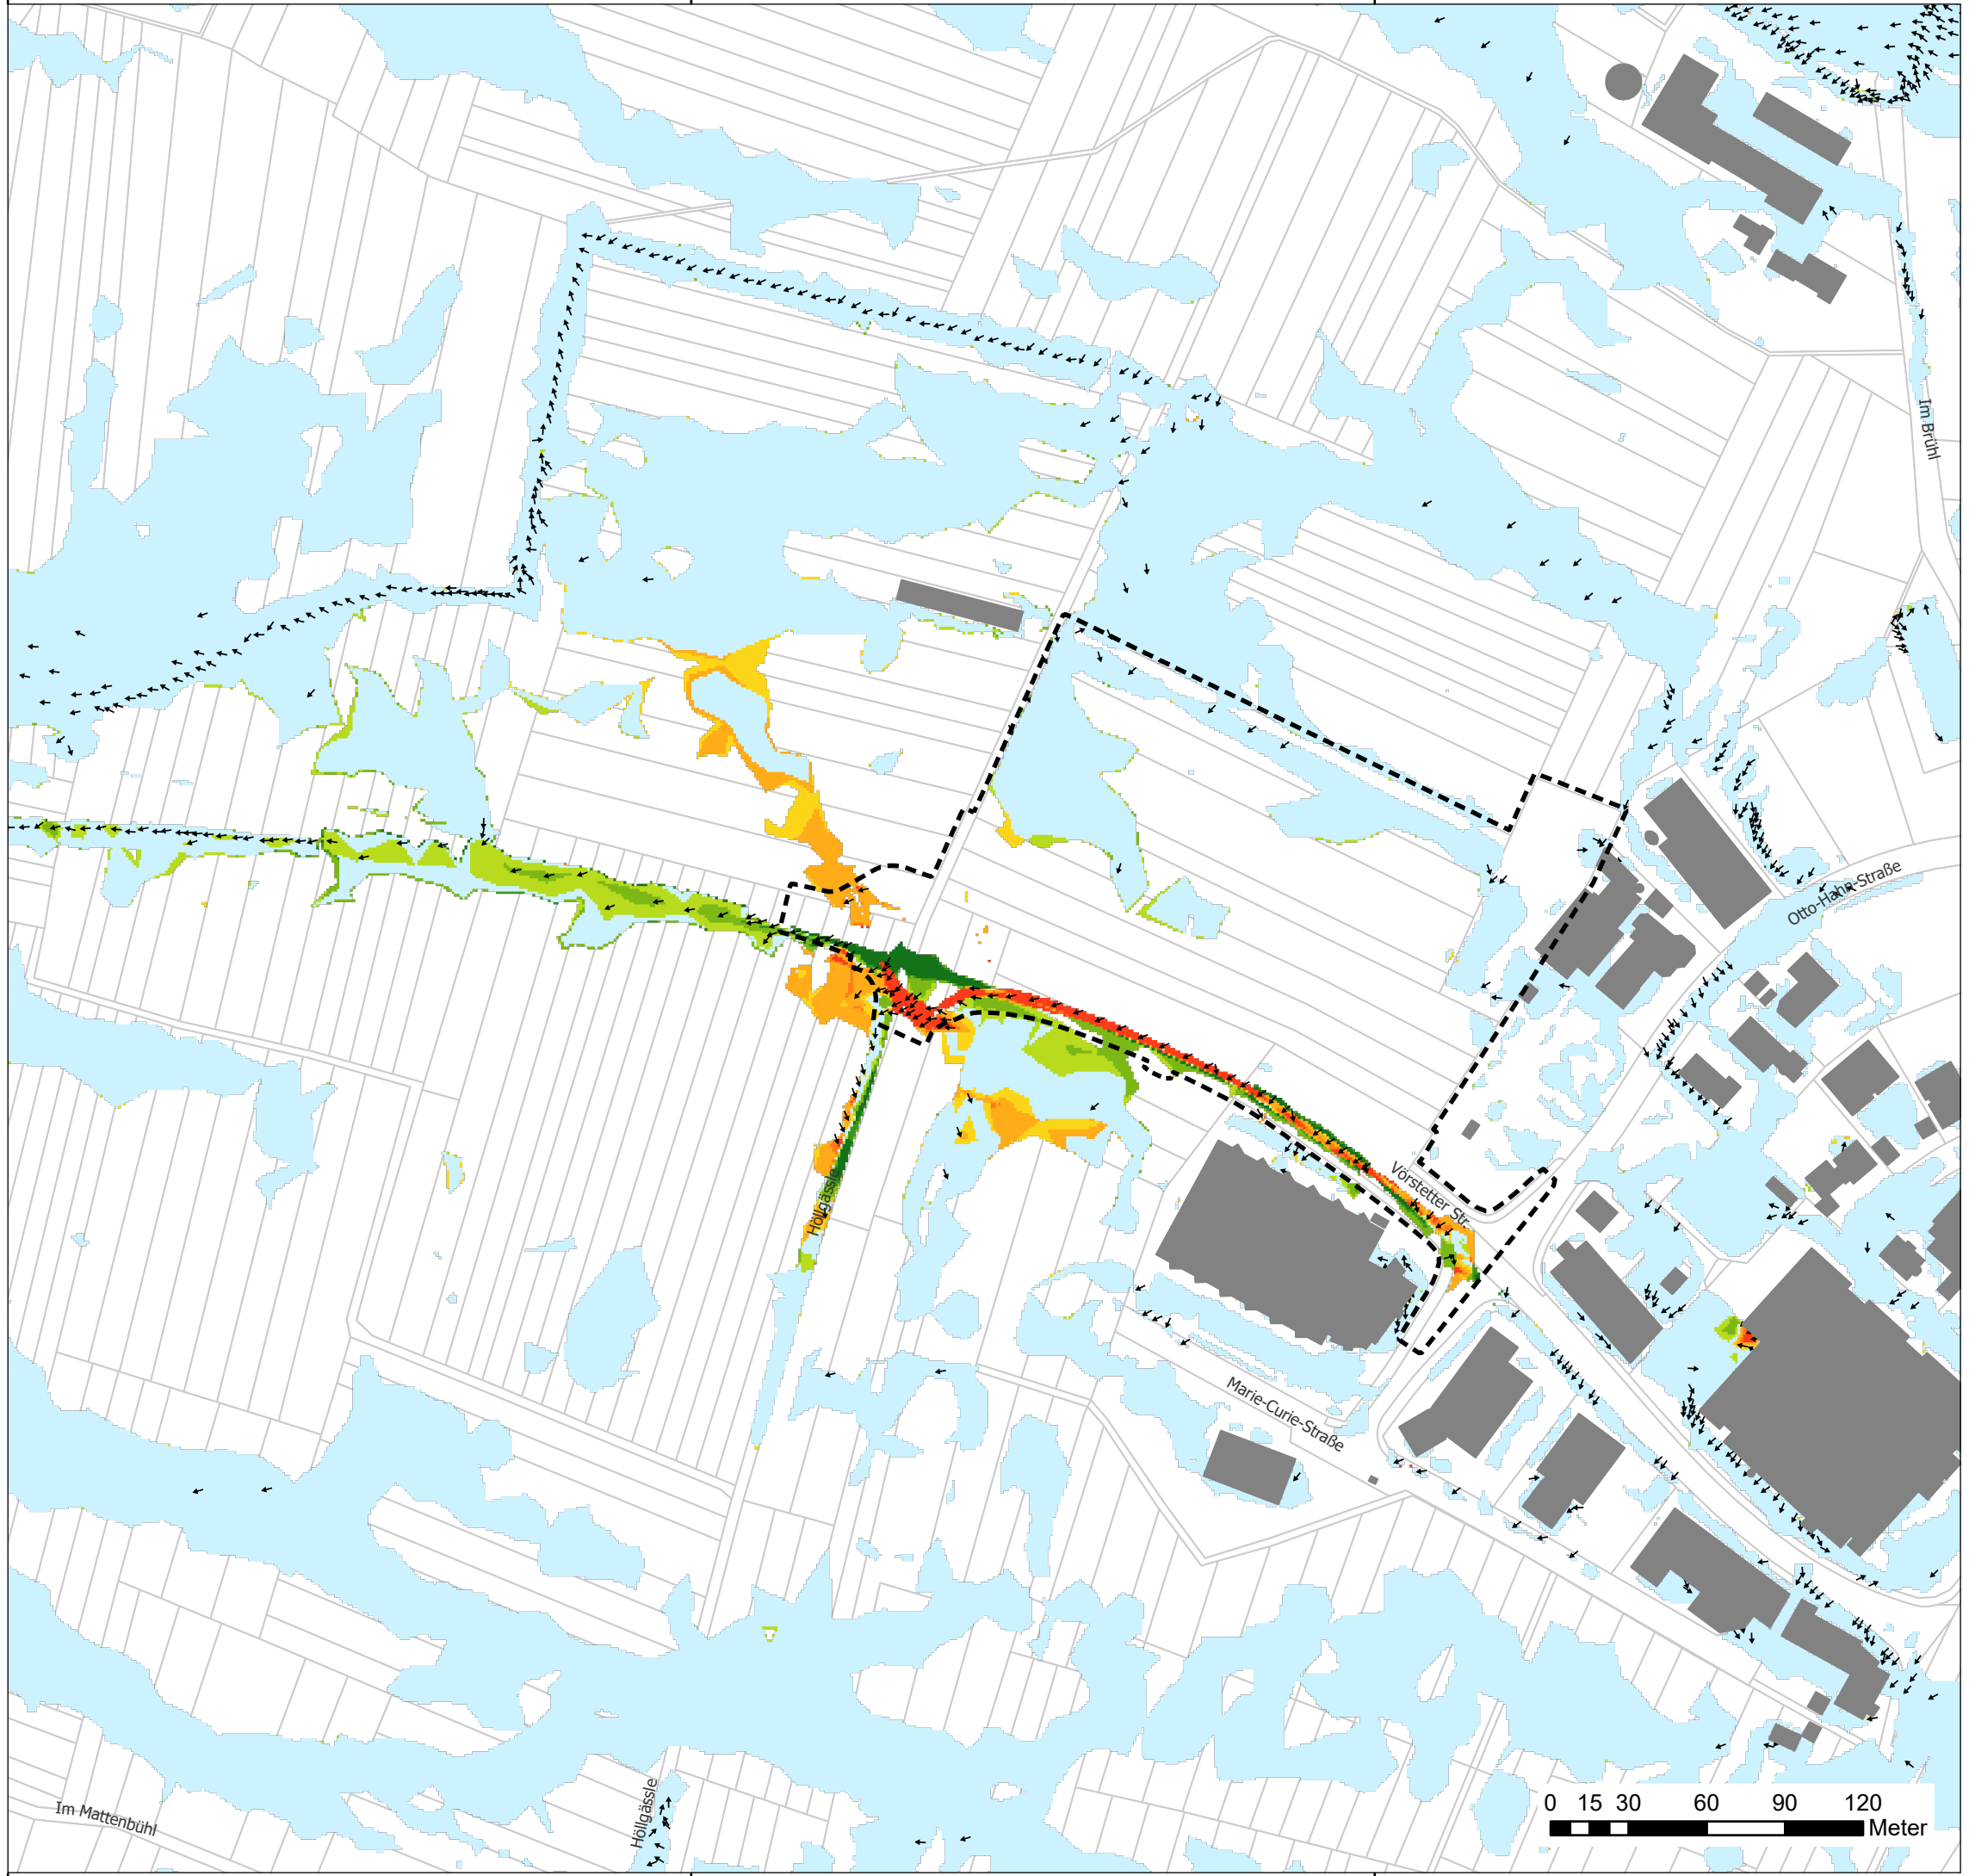 Im Brühl
Otto-Hahn-Straße
Vörstetter Str.
Höllgässle
Marie-Curie-Straße
Höllgässle
Im Mattenbühl
0 15 30 60 90 120
Meter